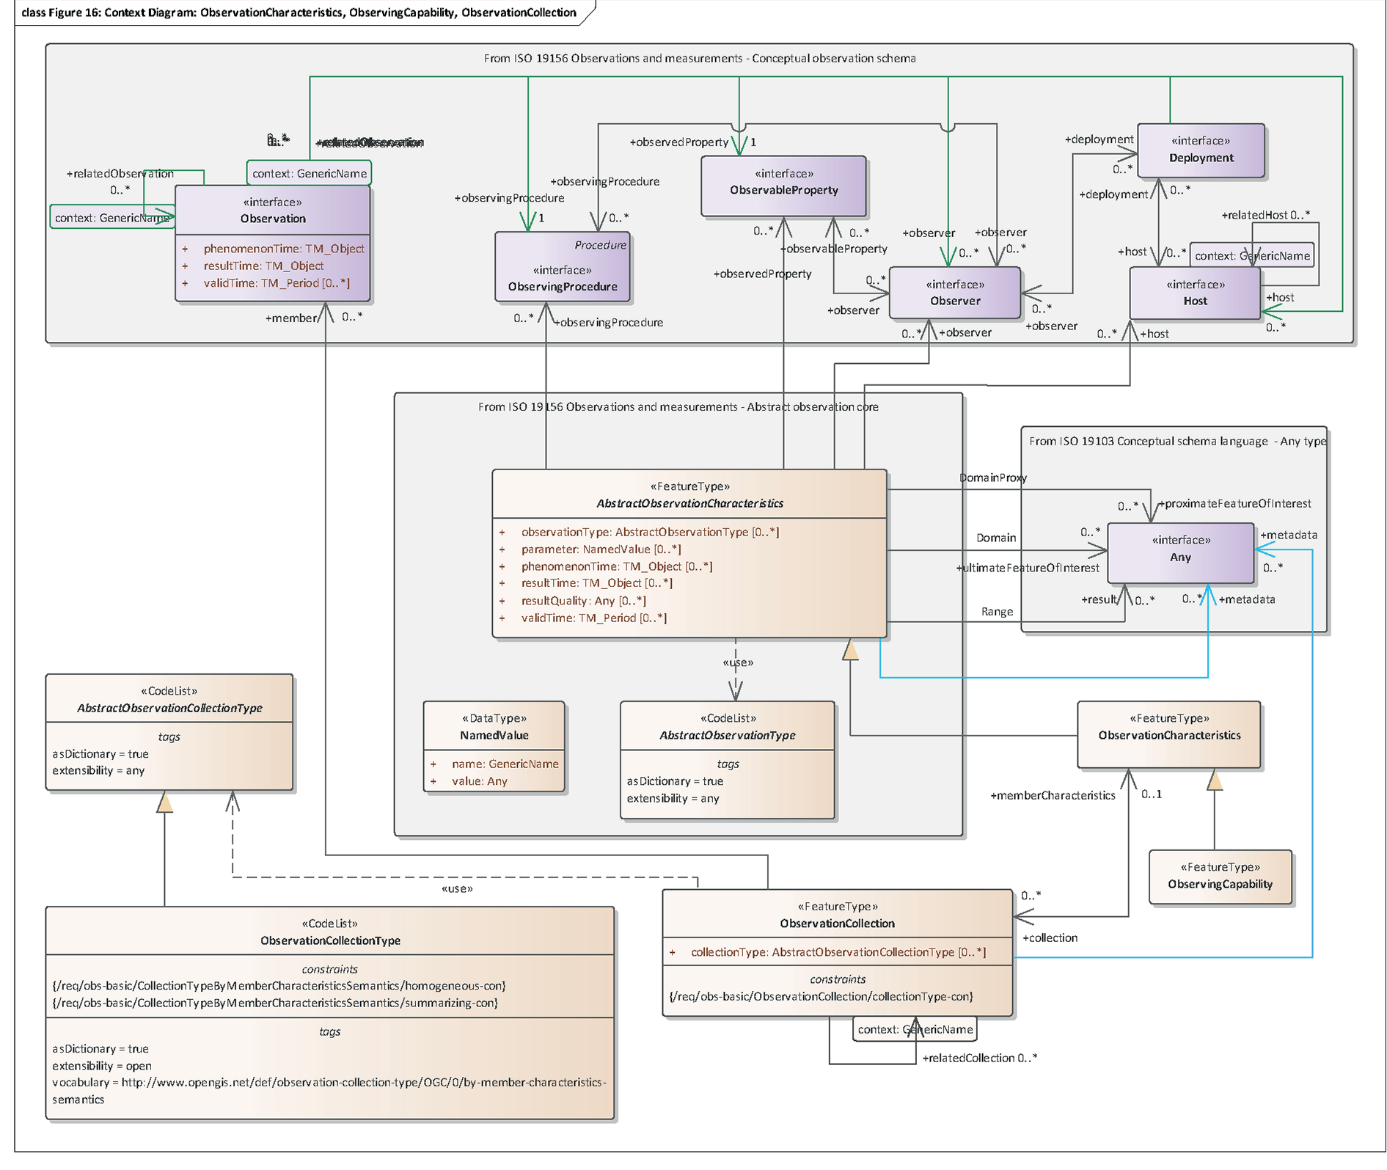 class Figure 16: Context Diagram: ObservationCharacteristics, ObservingCapability, ObservationCollection
From ISO 19156 Observations and measurements - Conceptual observation schema
0..*
+relatedObservation
context: GenericName
+relatedObservation
0..*
context: GenericName
«interface»
Observation
+ phenomenonTime: TM_Object
+ resultTime: TM_Object
+ validTime: TM_Period [0..*]
+member
0..*
+observingProcedure
1
+observingProcedure
0..*
Procedure
«interface»
ObservingProcedure
0..*
+observingProcedure
+observedProperty
1
«interface»
ObservableProperty
0..*
+observedProperty
0..*
+observableProperty
0..*
+observer
+observer
0..*
+observer
0..*
«interface»
Observer
0..*
+observer
0..*
+observer
+deployment
0..*
«interface»
Deployment
+deployment
0..*
+host
0..*
+relatedHost 0..*
context: GenericName
«interface»
Host
+host
0..*
0..*
+host
From ISO 19156 Observations and measurements - Abstract observation core
«FeatureType»
AbstractObservationCharacteristics
+ observationType: AbstractObservationType [0..*]
+ parameter: NamedValue [0..*]
+ phenomenonTime: TM_Object [0..*]
+ resultTime: TM_Object [0..*]
+ resultQuality: Any [0..*]
+ validTime: TM_Period [0..*]
«use»
«DataType»
NamedValue
+ name: GenericName
+ value: Any
«CodeList»
AbstractObservationType
tags
asDictionary = true
extensibility = any
From ISO 19103 Conceptual schema language - Any type
DomainProxy
0..*
+proximateFeatureOfInterest
Domain
0..*
+ultimateFeatureOfInterest
«interface»
Any
+metadata
0..*
Range
+result
0..*
0..*
+metadata
«CodeList»
AbstractObservationCollectionType
tags
asDictionary = true
extensibility = any
«FeatureType»
ObservationCharacteristics
+memberCharacteristics
0..1
«FeatureType»
ObservingCapability
«use»
«CodeList»
ObservationCollectionType
constraints
{/req/obs-basic/CollectionTypeByMemberCharacteristicsSemantics/homogeneous-con}
{/req/obs-basic/CollectionTypeByMemberCharacteristicsSemantics/summarizing-con}
tags
asDictionary = true
extensibility = open
vocabulary = http://www.opengis.net/def/observation-collection-type/OGC/0/by-member-characteristics-
semantics
«FeatureType»
ObservationCollection
+ collectionType: AbstractObservationCollectionType [0..*]
constraints
{/req/obs-basic/ObservationCollection/collectionType-con}
0..*
+collection
context: GenericName
+relatedCollection 0..*